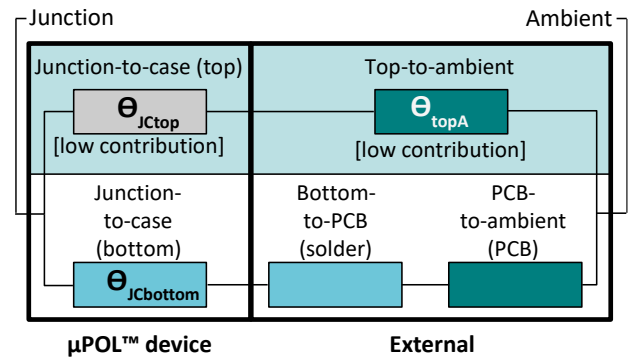 Junction
Ambient
Junction-to-case (top)
Top-to-ambient
ΘJCtop
ΘtopA
[low contribution]
[low contribution]
Junction-
to-case
(bottom)
Bottom-
to-PCB
(solder)
PCB-
to-ambient
(PCB)
ΘJCbottom
µPOL™ device
External